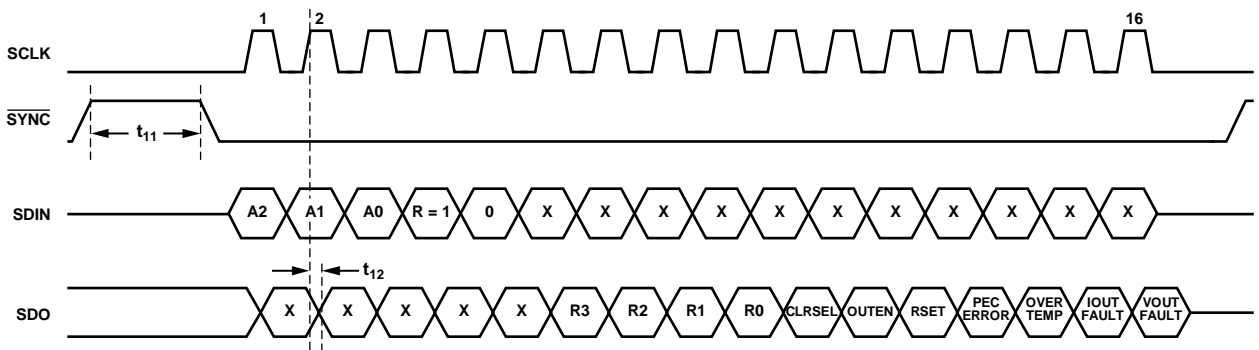 1 2 16
SCLK
SYNC
t11
SDIN A2 A1 A0 R = 1 0 X X X X X X X X X X X
t12
SDO X X X X X R3 R2 R1 R0 CLRSEL OUTEN RSET PEC ERROR OVER TEMP IOUT FAULT VOUT FAULT